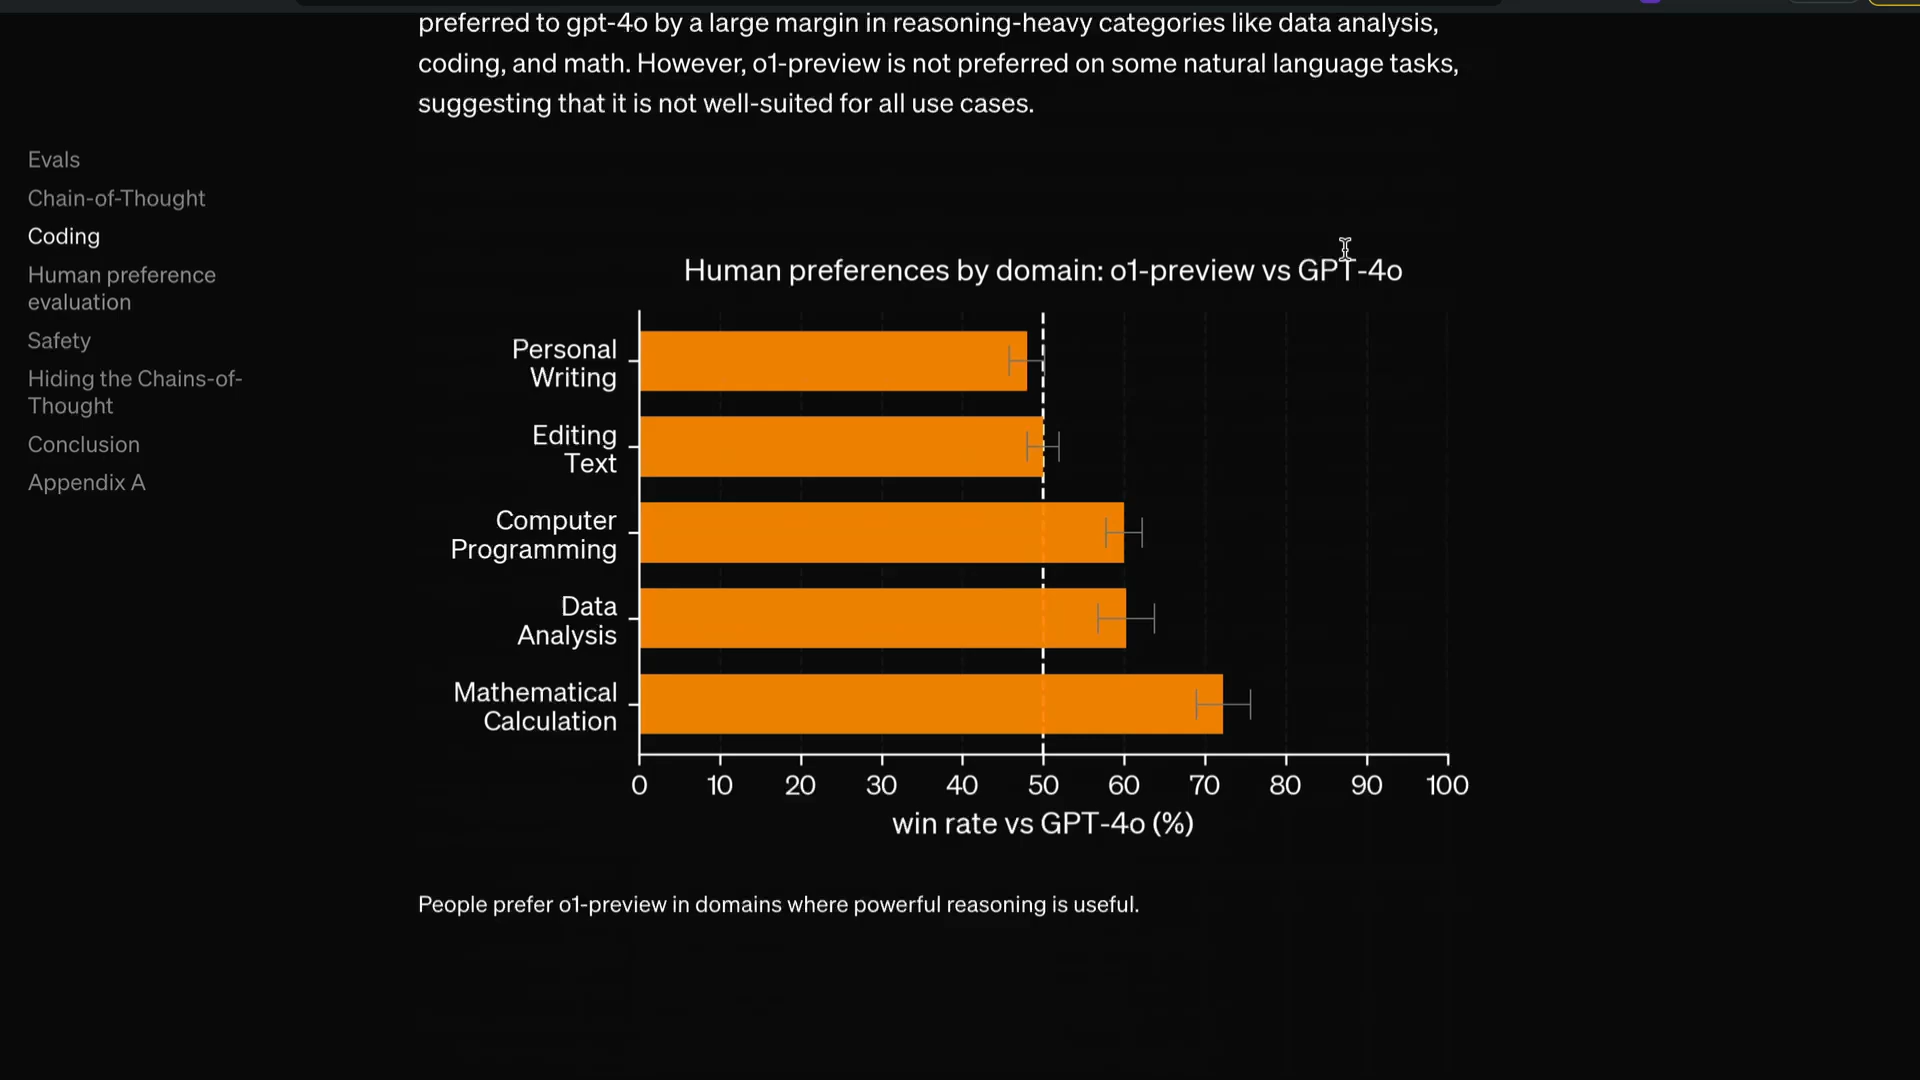 preferred to gpt-4o by a large margin in reasoning-heavy categories like data analysis,
coding, and math. However, o1-preview is not preferred on some natural language tasks,
suggesting that it is not well-suited for all use cases.
Evals
Chain-of-Thought
Coding
Human preference
evaluation
Safety
Hiding the Chains-of-
Thought
Conclusion
Appendix A
Human preferences by domain: o1-preview vs GPT-4o
Personal
Writing
Editing
Text
Computer
Programming
Data
Analysis
Mathematical
Calculation
0 10 20 30 40 50 60 70 80 90 100
win rate vs GPT-4o (%)
People prefer o1-preview in domains where powerful reasoning is useful.